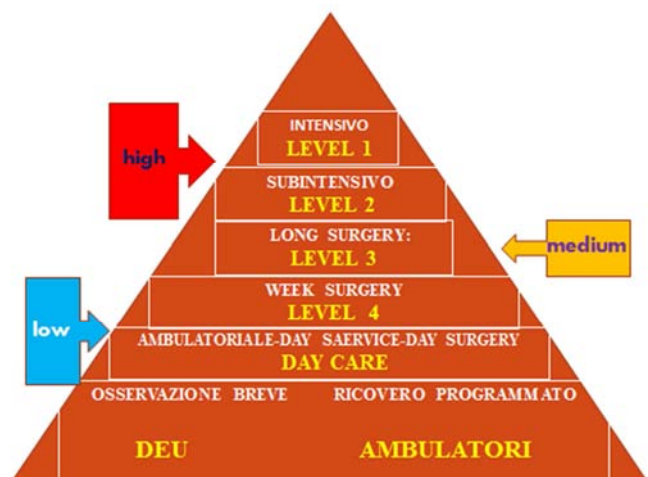 INTENSIVO
LEVEL 1
high
SUBINTENSIVO
LEVEL 2
LONG SURGERY:
LEVEL 3
medium
WEEK SURGERY
LEVEL 4
low
AMBULATORIALE-DAY SAERVICE-DAY SURGERY
DAY CARE
OSSERVAZIONE BREVE RICOVERO PROGRAMMATO
DEU AMBULATORI